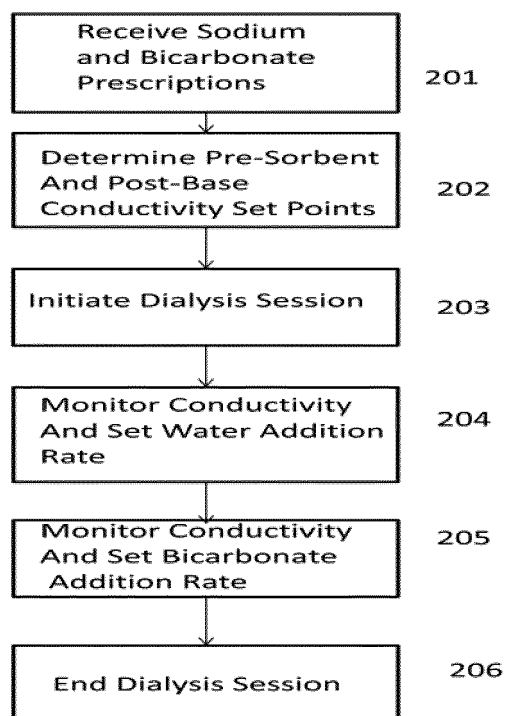 Receive Sodium
and Bicarbonate
Prescriptions
201
Determine Pre-Sorbent
And Post-Base
Conductivity Set Points
202
Initiate Dialysis Session
203
Monitor Conductivity
And Set Water Addition
Rate
204
Monitor Conductivity
And Set Bicarbonate
Addition Rate
205
End Dialysis Session
206